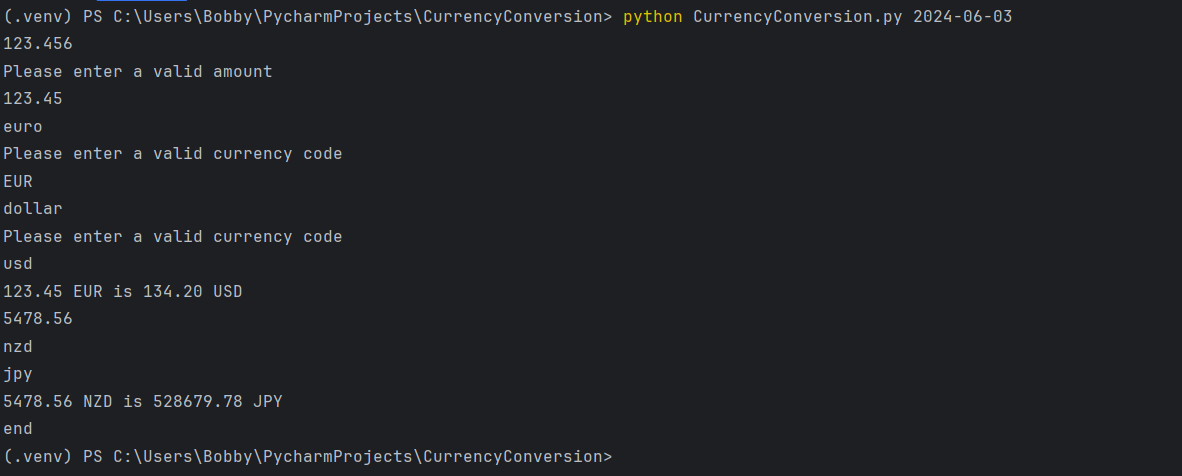 (.venv) PS C:\Users\Bobby\PycharmProjects\CurrencyConversion> python CurrencyConversion.py 2024-06-03
123.456
Please enter a valid amount
123.45
euro
Please enter a valid currency code
EUR
dollar
Please enter a valid currency code
usd
123.45 EUR is 134.20 USD
5478.56
nzd
jpy
5478.56 NZD is 528679.78 JPY
end
(.venv) PS C:\Users\Bobby\PycharmProjects\CurrencyConversion>